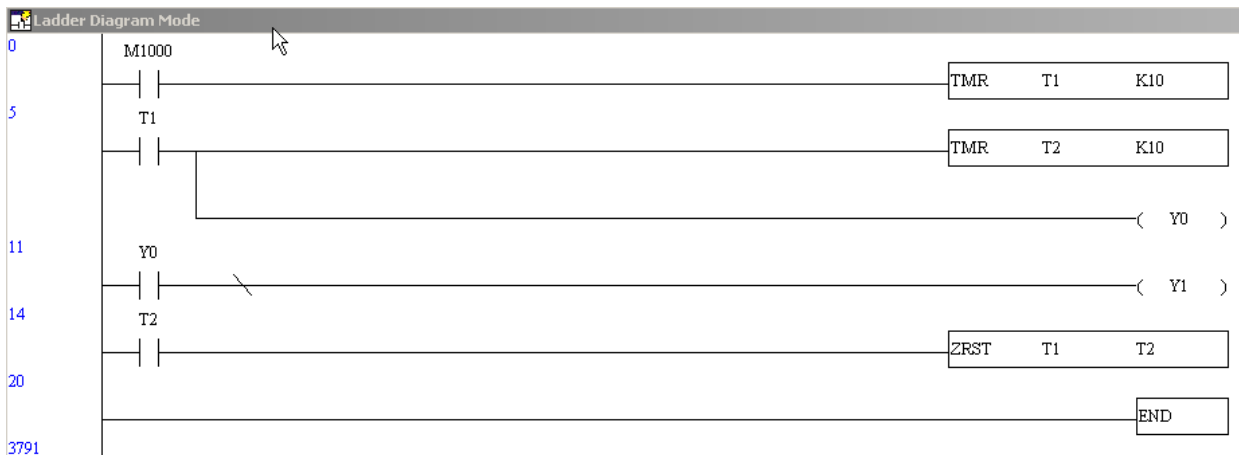 Ladder Diagram Mode
0
M1000
TMR T1 K10
5
T1
TMR T2 K10
( Y0 )
11
Y0
( Y1 )
14
T2
ZRST T1 T2
20
END
3791